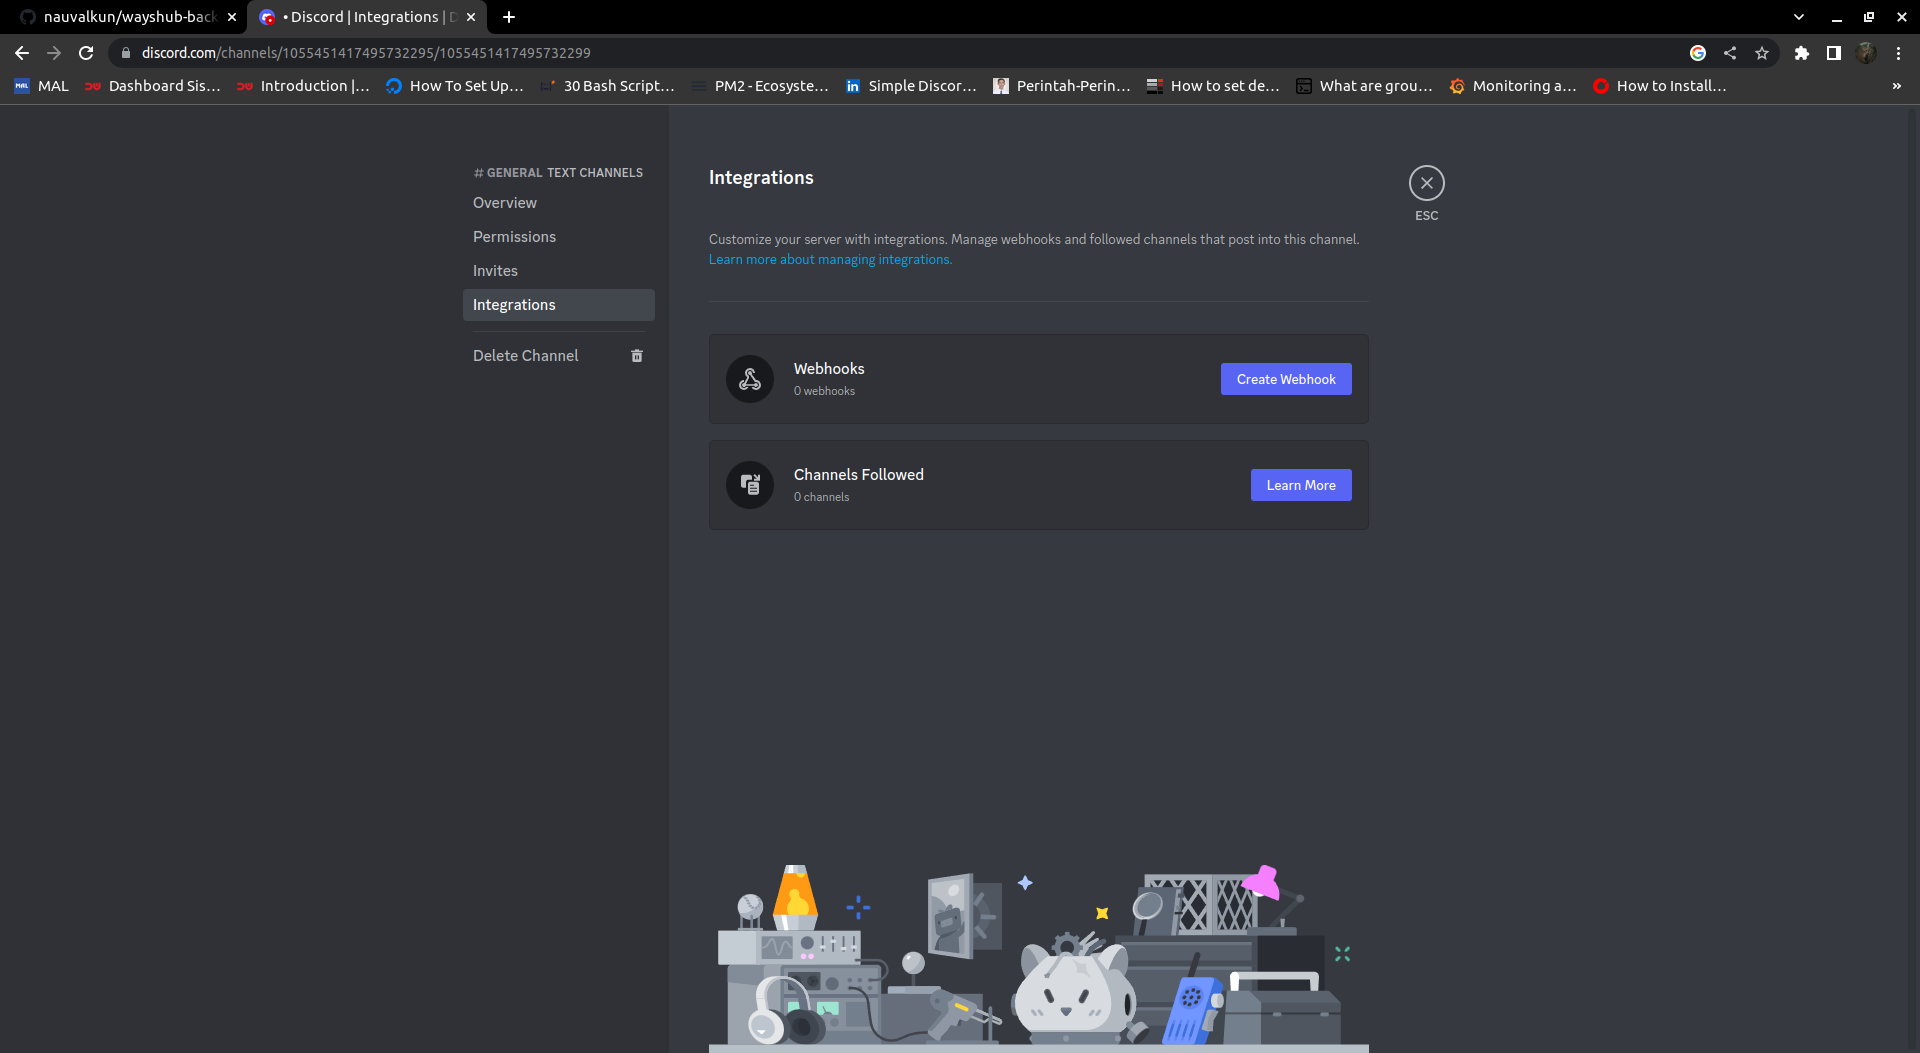 nauvalkun/wayshub-back
• Discord | Integrations | D
discord.com/channels/1055451417495732295/1055451417495732299
MAL
Dashboard Sis...
Introduction |...
How To Set Up...
30 Bash Script...
PM2 - Ecosyste...
Simple Discor...
Perintah-Perin...
How to set de...
What are grou...
Monitoring a...
How to Install...
»
# GENERAL TEXT CHANNELS
Overview
Permissions
Invites
Integrations
Delete Channel
Integrations
ESC
Customize your server with integrations. Manage webhooks and followed channels that post into this channel.
Learn more about managing integrations.
Webhooks
0 webhooks
Create Webhook
Channels Followed
0 channels
Learn More